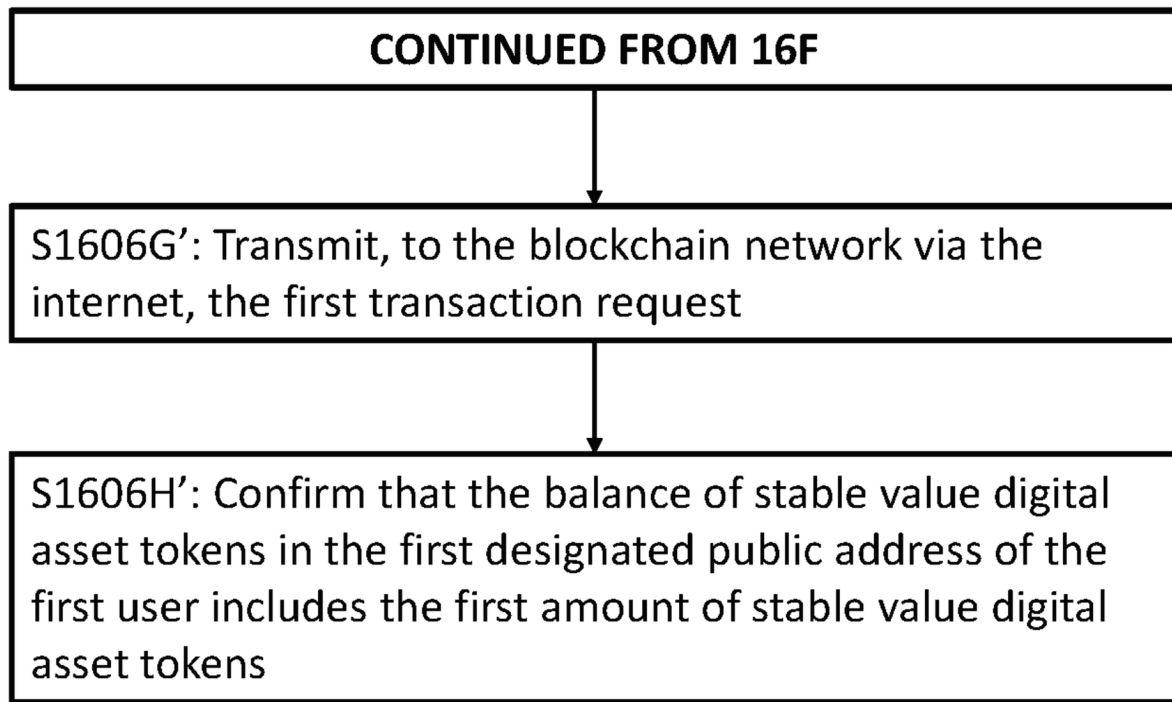 CONTINUED FROM 16F
S1606G’: Transmit, to the blockchain network via the
internet, the first transaction request
S1606H’: Confirm that the balance of stable value digital
asset tokens in the first designated public address of the
first user includes the first amount of stable value digital
asset tokens